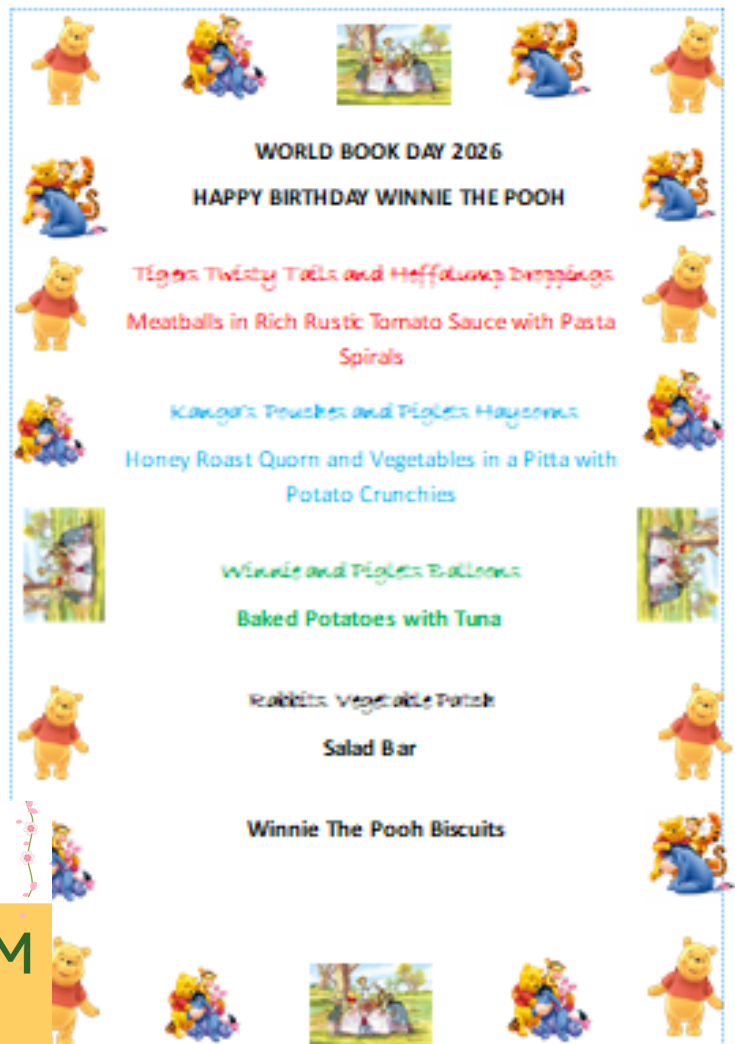 WORLD BOOK DAY 2026
HAPPY BIRTHDAY WINNIE THE POOH
Tigers Twisty Tails and Heffalump Droppings
Meatballs in Rich Rustic Tomato Sauce with Pasta
Spirals
Kanga's Pouches and Piglets Haycorns
Honey Roast Quorn and Vegetables in a Pitta with
Potato Crunchies
Winnie and Piglets Balloons
Baked Potatoes with Tuna
Rabbits Vegetable Patch
Salad Bar
Winnie The Pooh Biscuits
M